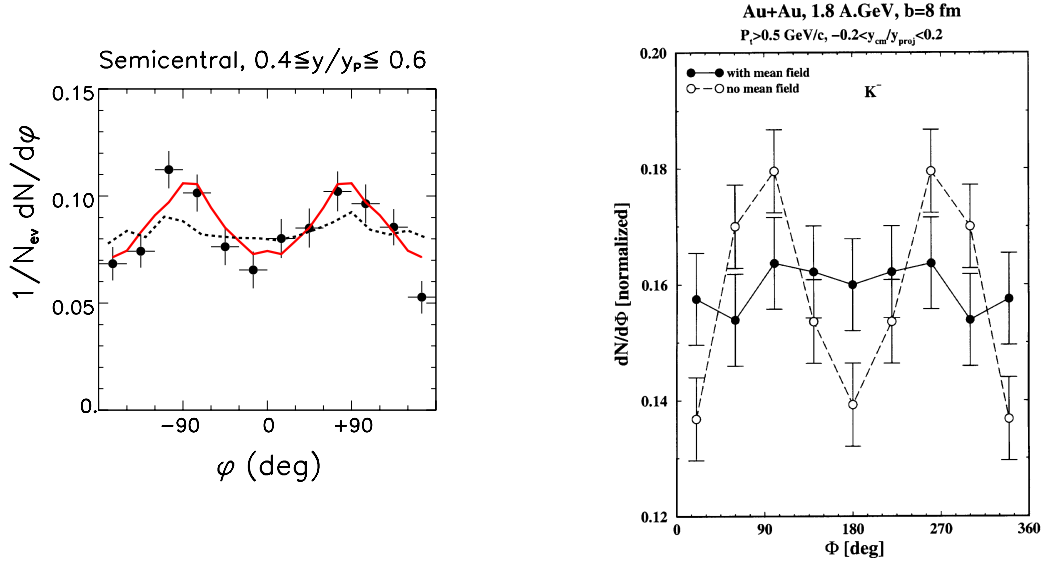 Semicentral, 0.4≦y/yₚ≦ 0.6
0.15
0.10
0.05
0.
1/Nₑᵥ dN/dφ
−90
0
+90
φ (deg)
Au+Au, 1.8 A.GeV, b=8 fm
Pₜ>0.5 GeV/c, −0.2<y_cm/y_proj<0.2
0.20
with mean field
no mean field
K⁻
0.18
0.16
0.14
0.12
dN/dΦ [normalized]
0
90
180
270
360
Φ [deg]